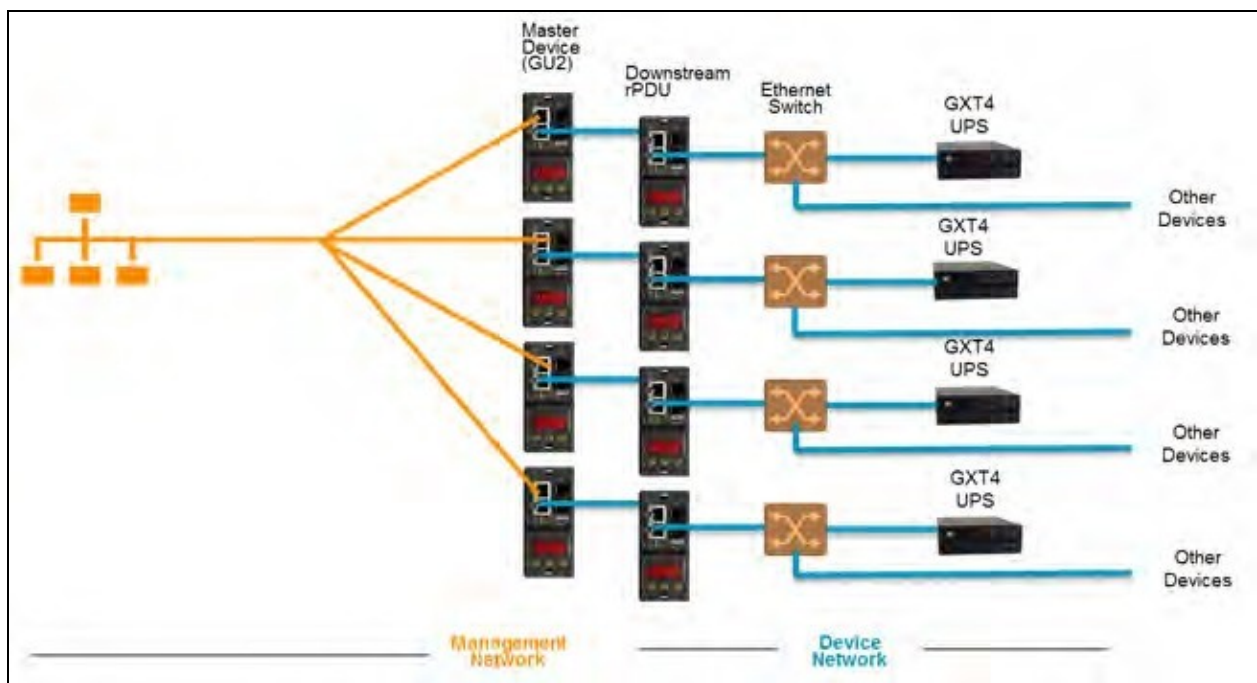 Master
Device
(GU2)
Downstream
rPDU
Ethernet
Switch
GXT4
UPS
Other
Devices
GXT4
UPS
Other
Devices
GXT4
UPS
Other
Devices
GXT4
UPS
Other
Devices
Management
Network
Device
Network